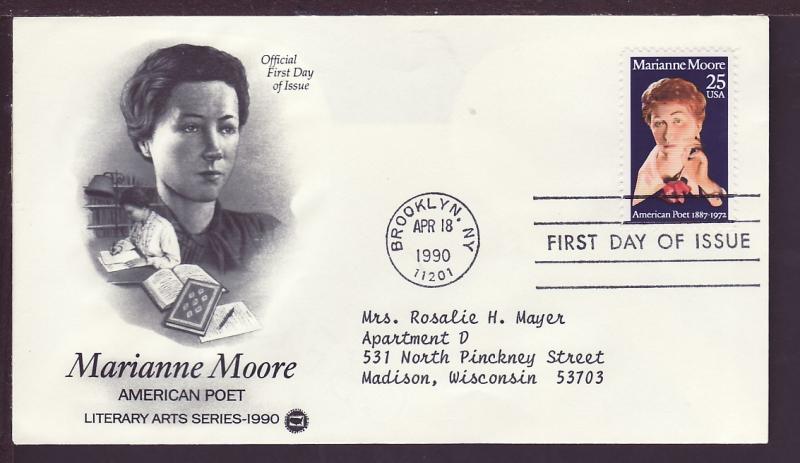 Official
First Day
of Issue
Marianne Moore
AMERICAN POET
LITERARY ARTS SERIES-1990
Marianne Moore
25
USA
American Poet 1887-1972
BROOKLYN, NY
APR 18
1990
11201
FIRST DAY OF ISSUE
Mrs. Rosalie H. Mayer
Apartment D
531 North Pinckney Street
Madison, Wisconsin 53703